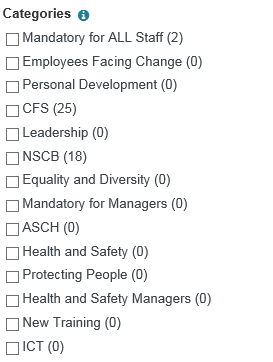 Categories
Mandatory for ALL Staff (2)
Employees Facing Change (0)
Personal Development (0)
CFS (25)
Leadership (0)
NSCB (18)
Equality and Diversity (0)
Mandatory for Managers (0)
ASCH (0)
Health and Safety (0)
Protecting People (0)
Health and Safety Managers (0)
New Training (0)
ICT (0)